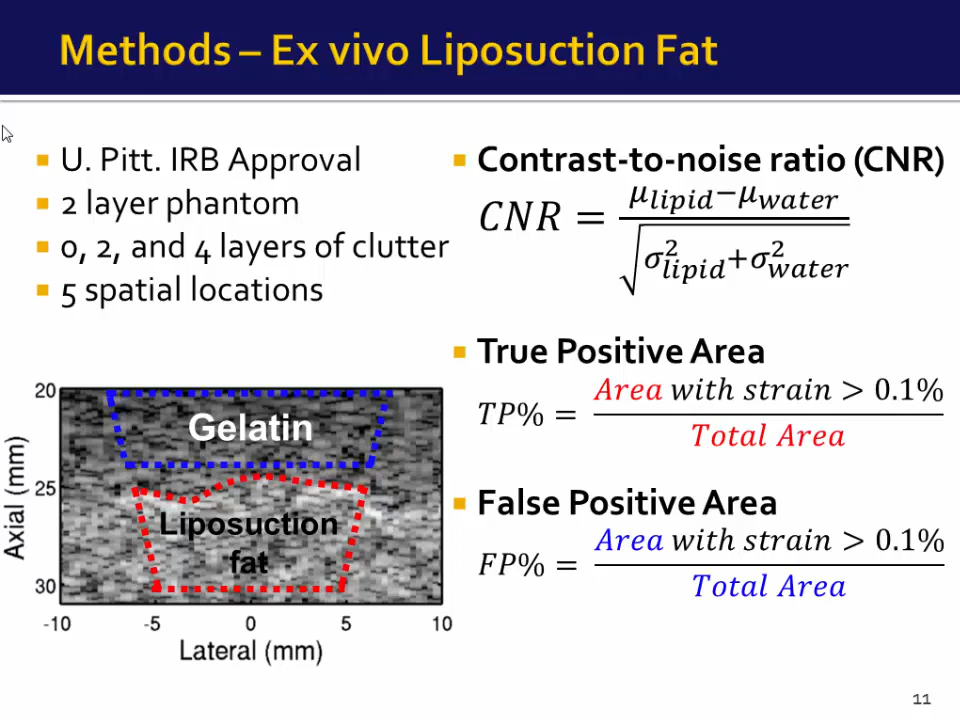 Methods – Ex vivo Liposuction Fat
▪ U. Pitt. IRB Approval
▪ 2 layer phantom
▪ 0, 2, and 4 layers of clutter
▪ 5 spatial locations
20
25
30
Axial (mm)
Gelatin
Liposuction
fat
-10 -5 0 5 10
Lateral (mm)
▪ Contrast-to-noise ratio (CNR)
CNR = (μ_lipid − μ_water) / √(σ²_lipid + σ²_water)
▪ True Positive Area
TP% = Area with strain > 0.1% / Total Area
▪ False Positive Area
FP% = Area with strain > 0.1% / Total Area
11